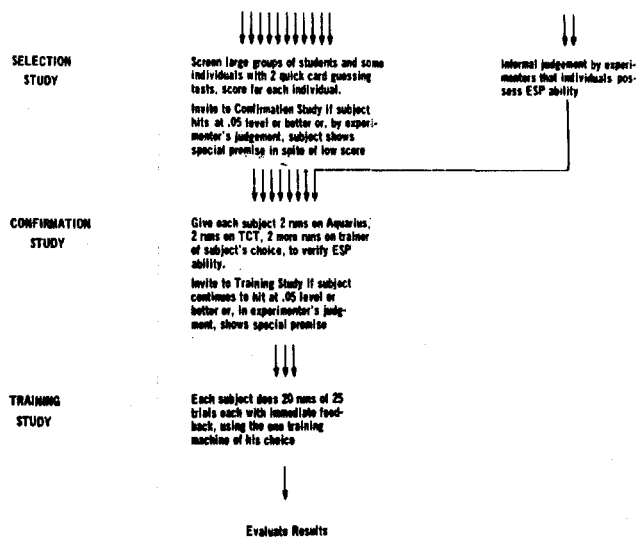 SELECTION
STUDY
Screen large groups of students and some
individuals with 2 quick card guessing
tests, score for each individual.
Invite to Confirmation Study if subject
hits at .05 level or better or, by experi-
menter's judgement, subject shows
special promise in spite of low score
Informal judgement by experi-
menters that individuals pos-
sess ESP ability
CONFIRMATION
STUDY
Give each subject 2 runs on Aquarius,
2 runs on TCT, 2 more runs on trainer
of subject's choice, to verify ESP
ability.
Invite to Training Study if subject
continues to hit at .05 level or
better or, in experimenter's judg-
ment, shows special promise
TRAINING
STUDY
Each subject does 20 runs of 25
trials each with immediate feed-
back, using the one training
machine of his choice
Evaluate Results